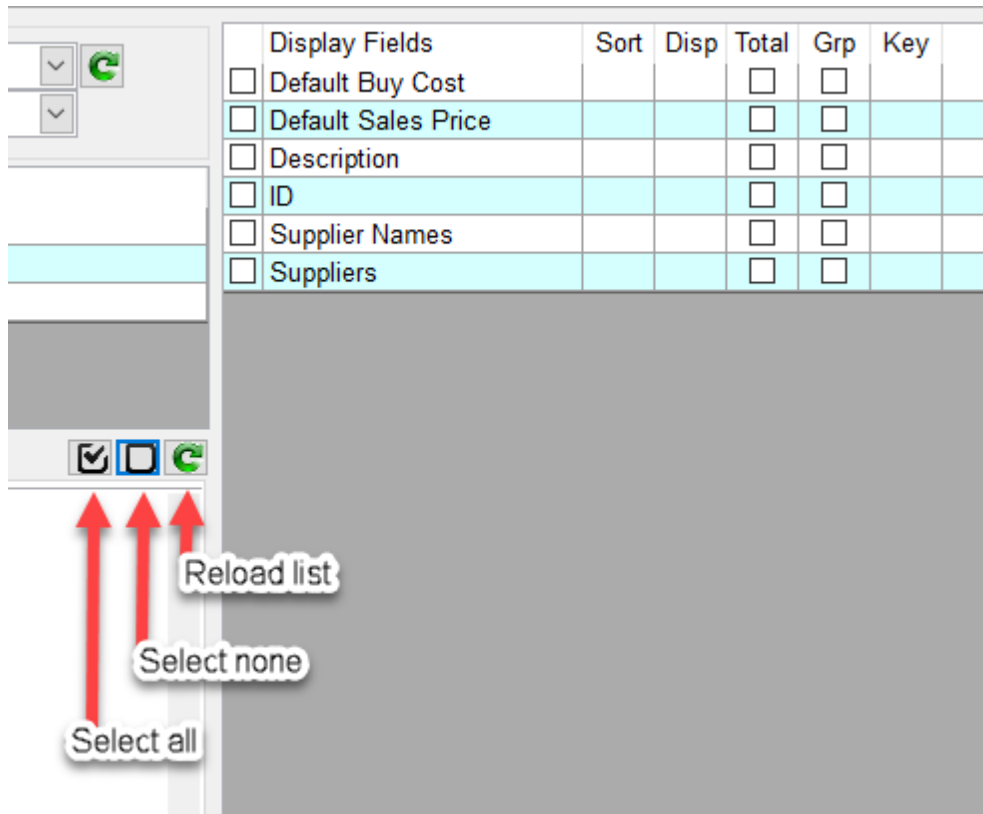 Display Fields Sort Disp Total Grp Key
Default Buy Cost
Default Sales Price
Description
ID
Supplier Names
Suppliers
Reload list
Select none
Select all